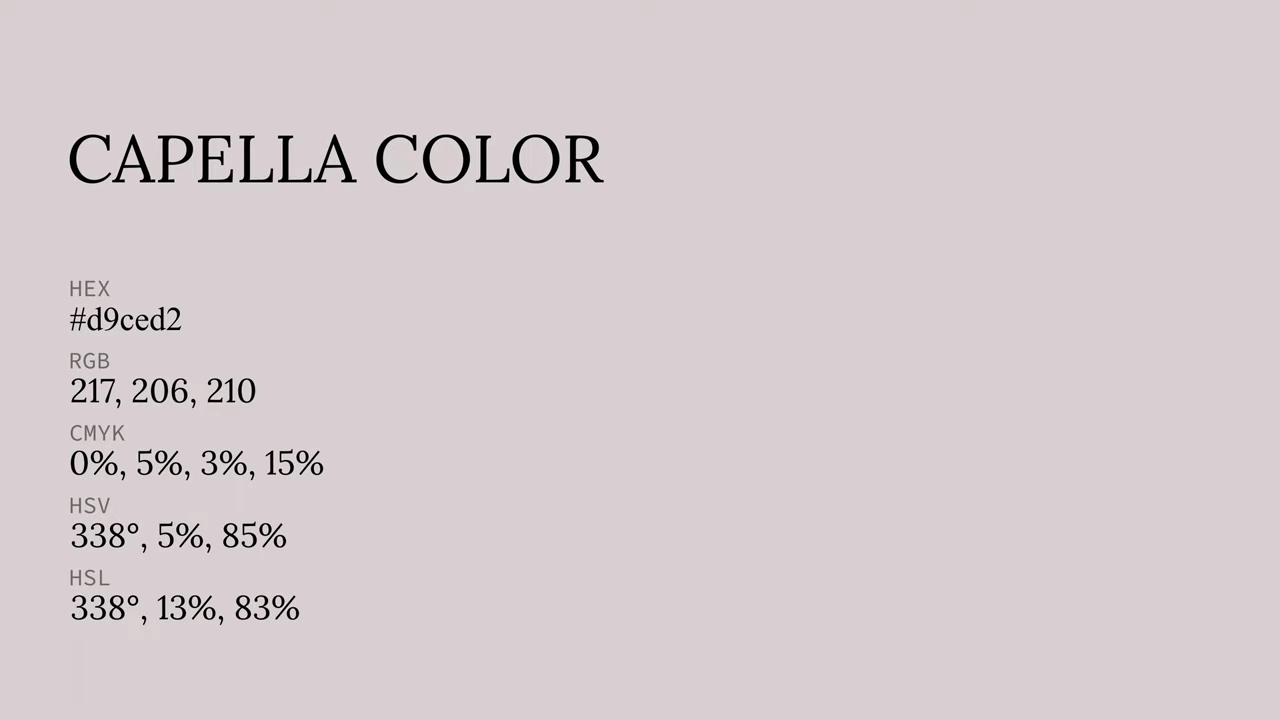 CAPELLA COLOR
HEX
#d9ced2
RGB
217, 206, 210
CMYK
0%, 5%, 3%, 15%
HSV
338°, 5%, 85%
HSL
338°, 13%, 83%